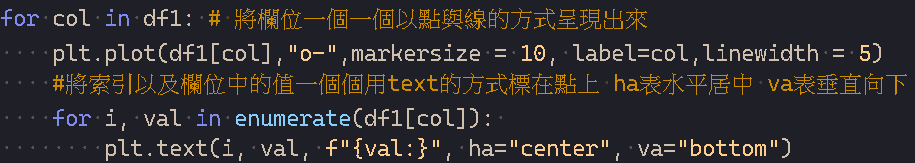 for col in df1: # 將欄位一個一個以點與線的方式呈現出來
    plt.plot(df1[col],"o-",markersize = 10, label=col,linewidth = 5)
    #將索引以及欄位中的值一個個用text的方式標在點上 ha表水平居中 va表垂直向下
    for i, val in enumerate(df1[col]):
        plt.text(i, val, f"{val:}", ha="center", va="bottom")